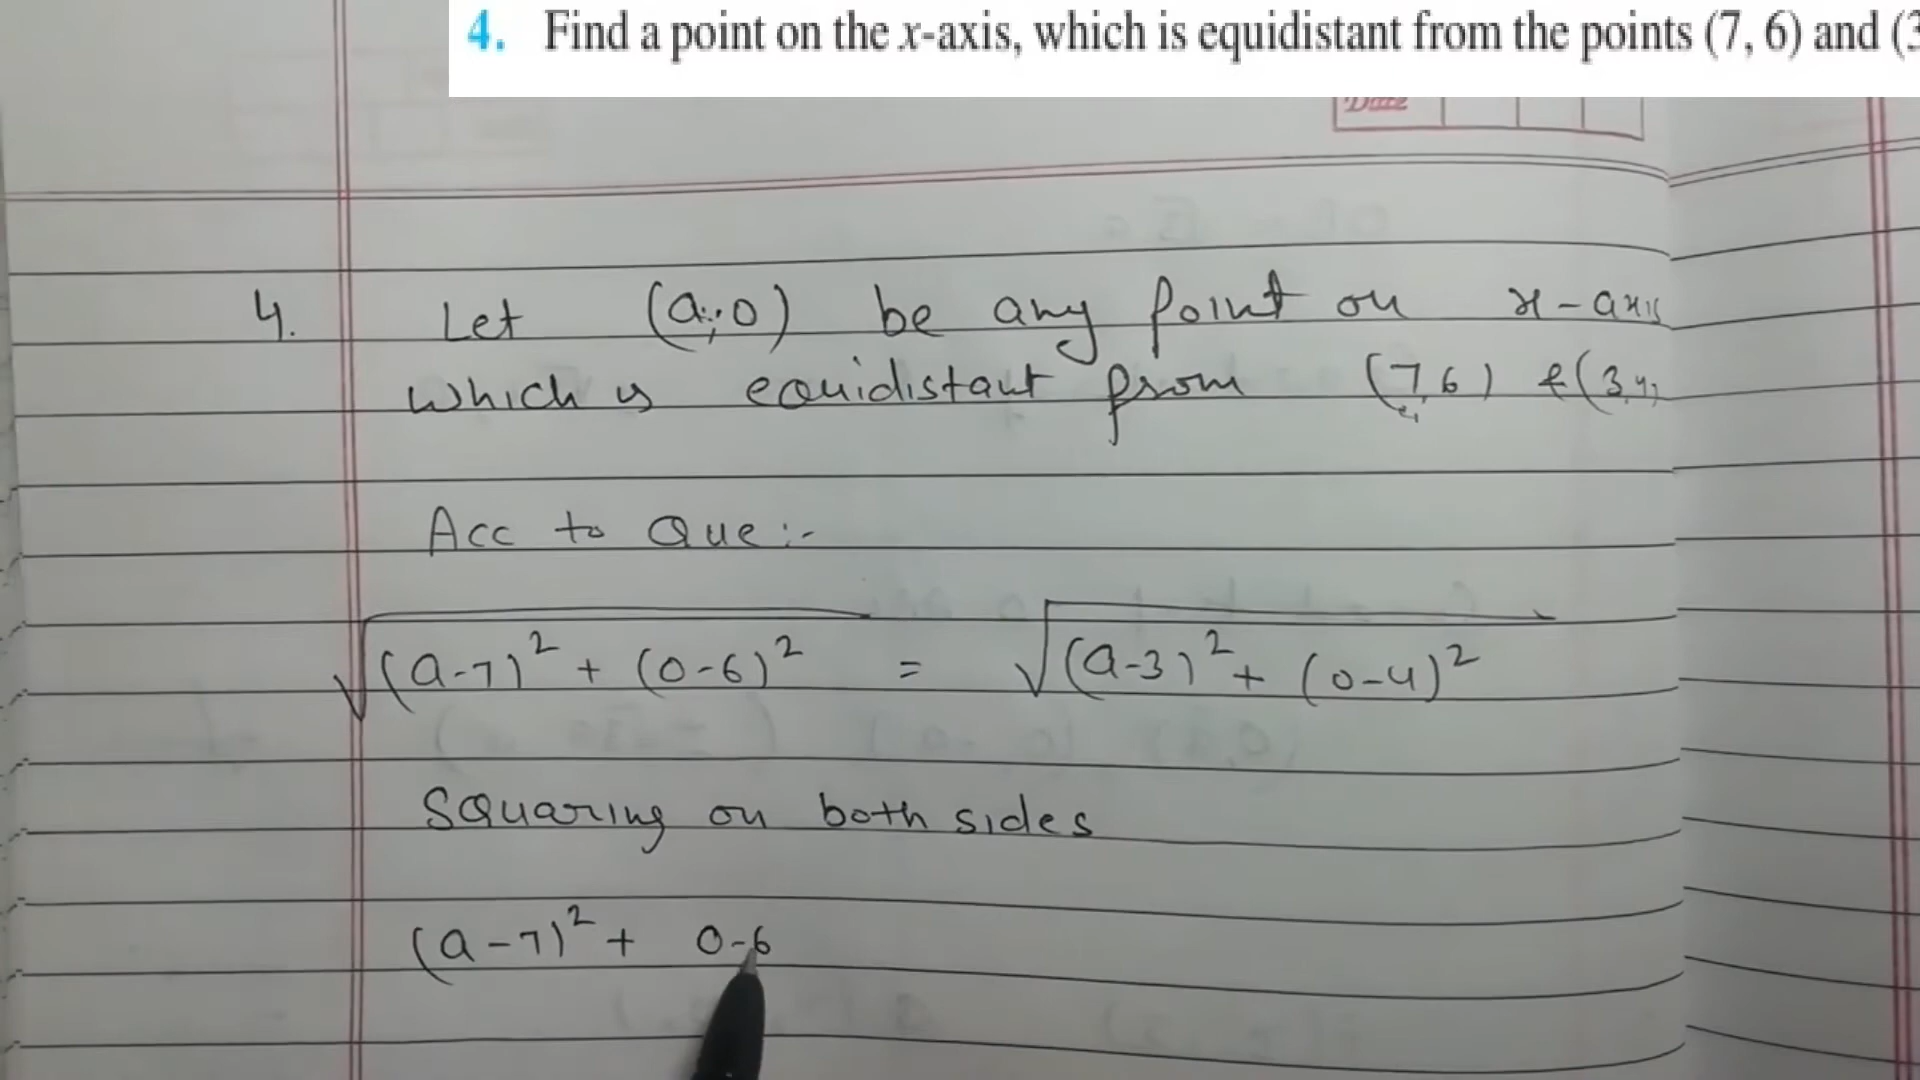 4. Find a point on the x-axis, which is equidistant from the points (7, 6) and (3
Date
4. Let (a,0) be any point on x-axis
which is equidistant from (7,6) & (3,4)
Acc to Que:-
√(a-7)² + (0-6)² = √(a-3)² + (0-4)²
Squaring on both sides
(a-7)² + 0-6